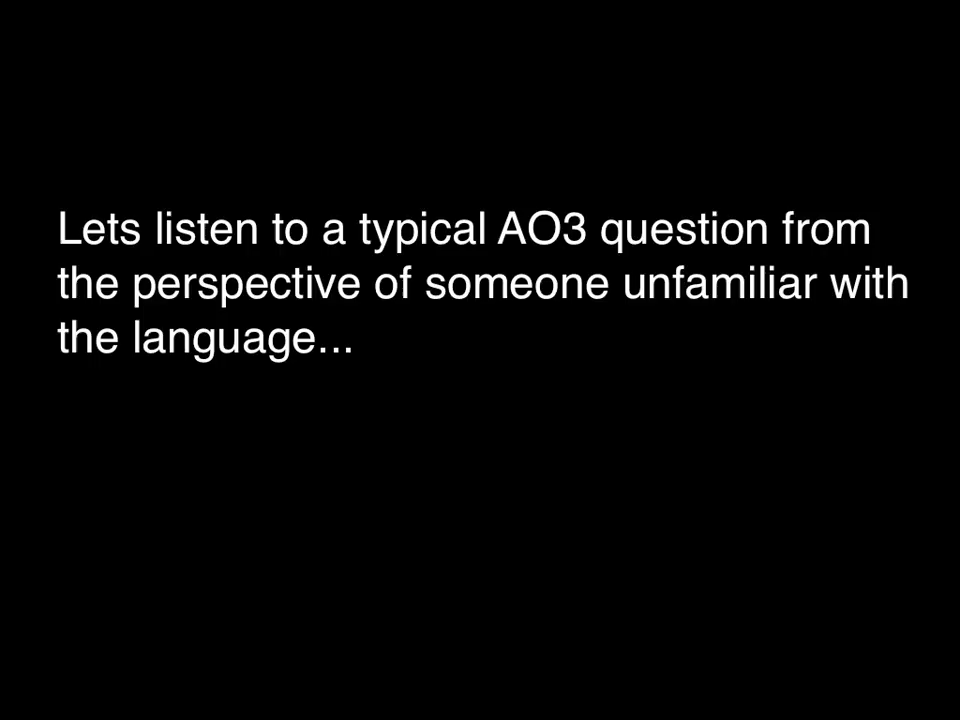 Lets listen to a typical AO3 question from
the perspective of someone unfamiliar with
the language...